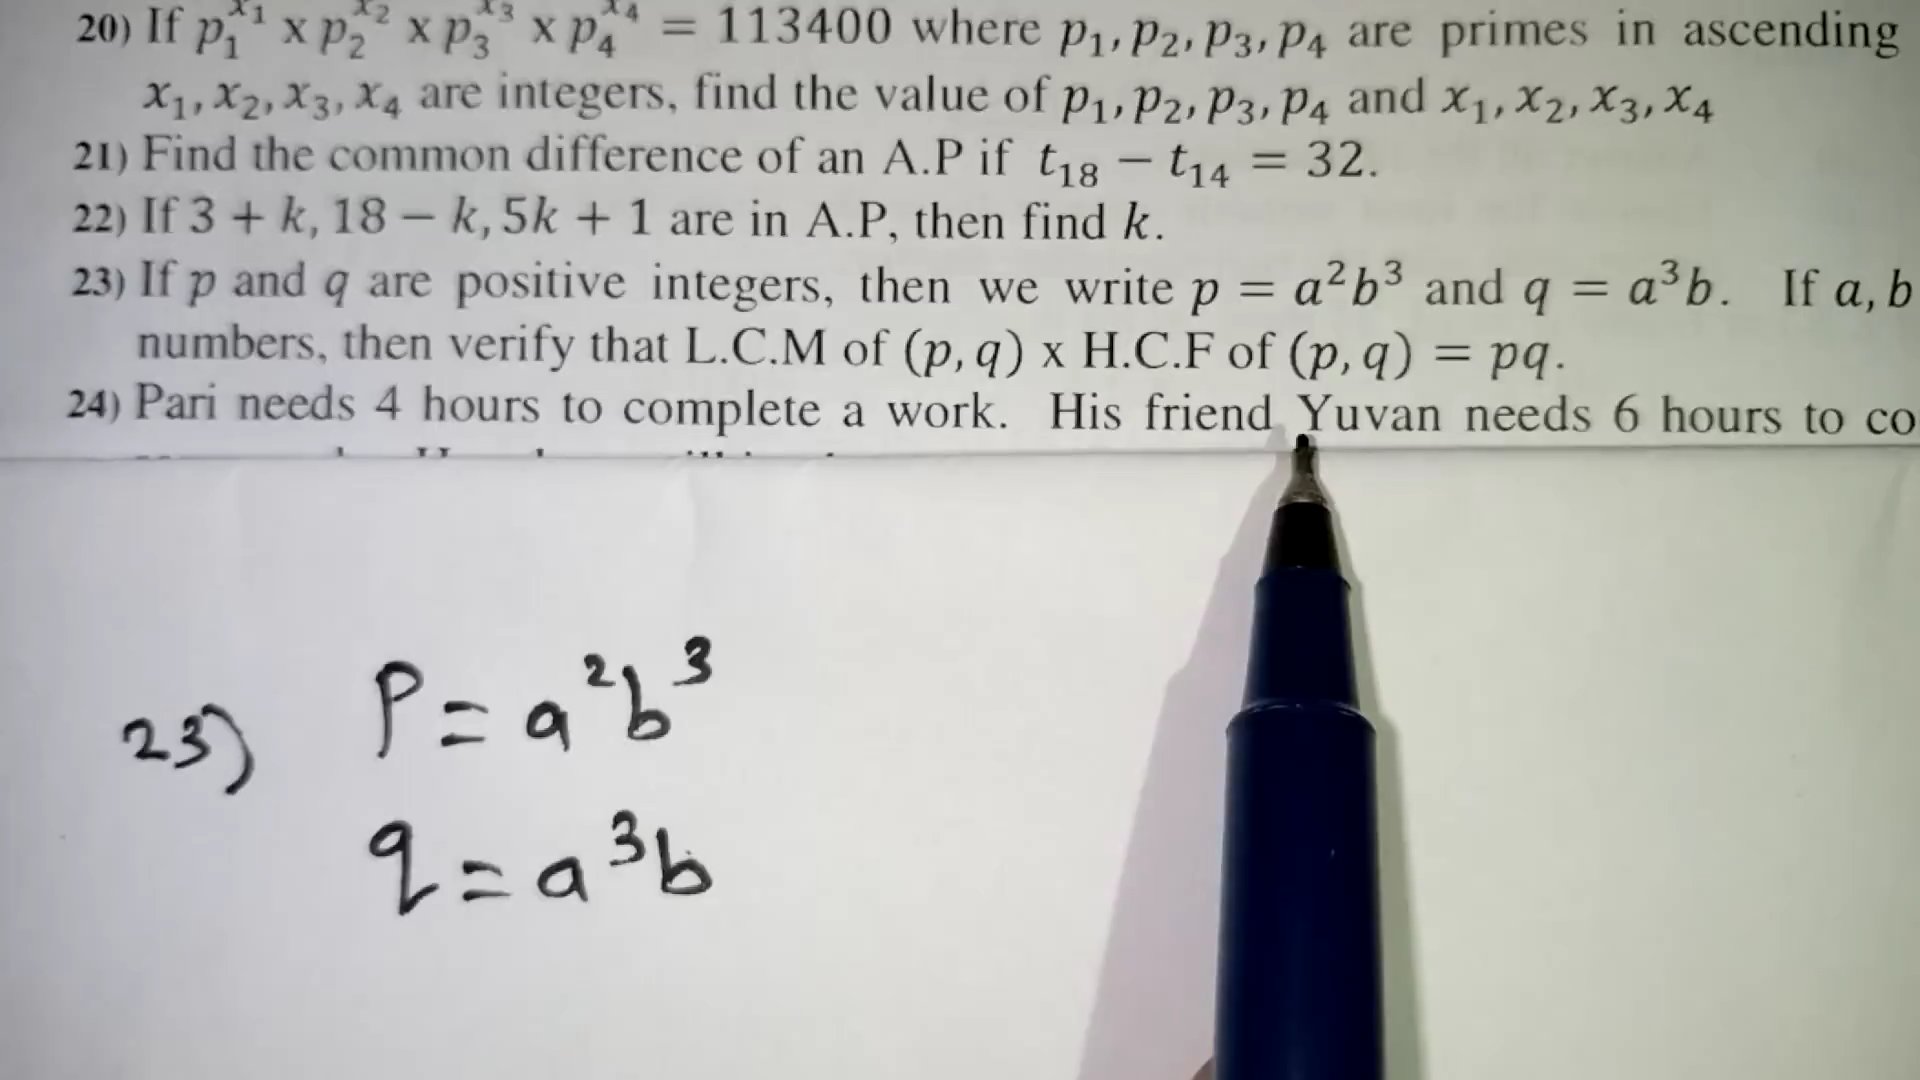 20) If p₁^x₁ x p₂^x₂ x p₃^x₃ x p₄^x₄ = 113400 where p₁, p₂, p₃, p₄ are primes in ascending
x₁, x₂, x₃, x₄ are integers, find the value of p₁, p₂, p₃, p₄ and x₁, x₂, x₃, x₄
21) Find the common difference of an A.P if t₁₈ − t₁₄ = 32.
22) If 3 + k, 18 − k, 5k + 1 are in A.P, then find k.
23) If p and q are positive integers, then we write p = a²b³ and q = a³b. If a, b
numbers, then verify that L.C.M of (p, q) x H.C.F of (p, q) = pq.
24) Pari needs 4 hours to complete a work. His friend Yuvan needs 6 hours to co
23) P = a²b³
q = a³b